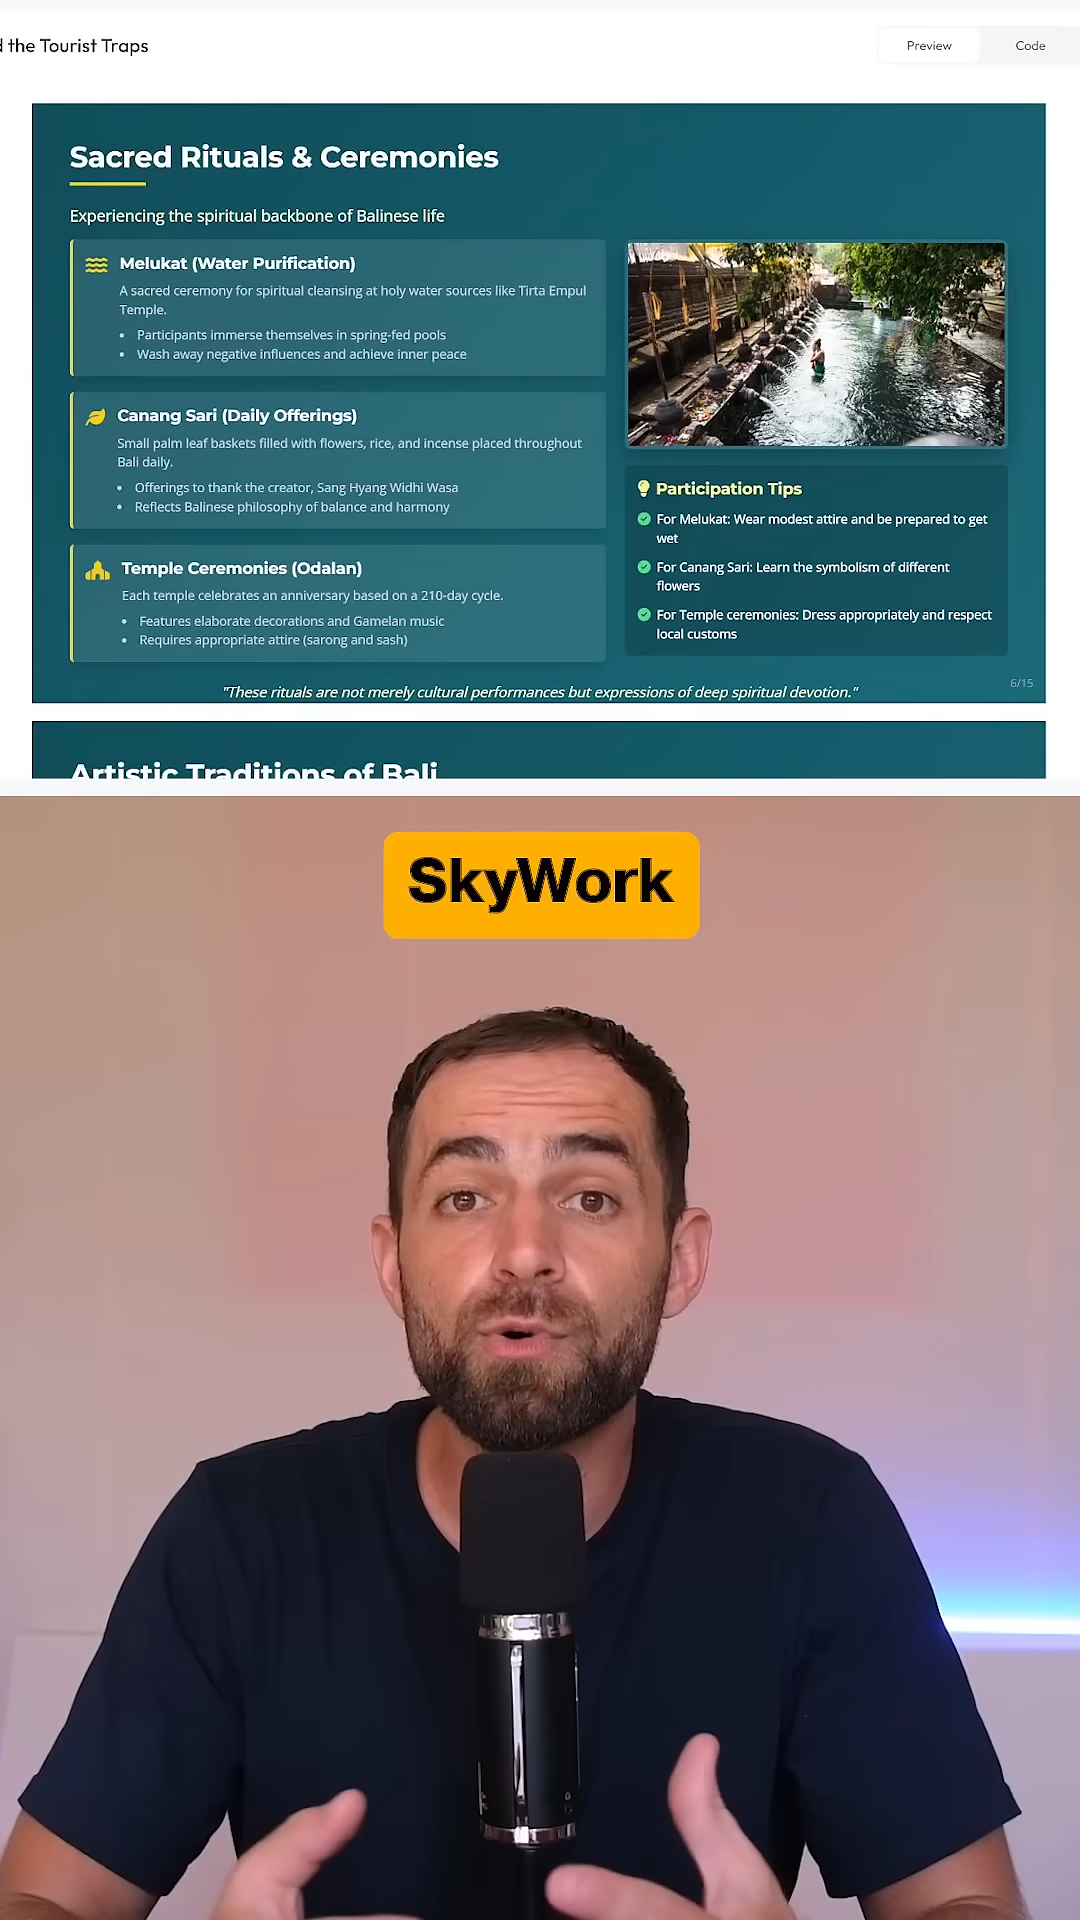 d the Tourist Traps
Preview
Code
Sacred Rituals & Ceremonies
Experiencing the spiritual backbone of Balinese life
Melukat (Water Purification)
A sacred ceremony for spiritual cleansing at holy water sources like Tirta Empul
Temple.
• Participants immerse themselves in spring-fed pools
• Wash away negative influences and achieve inner peace
Canang Sari (Daily Offerings)
Small palm leaf baskets filled with flowers, rice, and incense placed throughout
Bali daily.
• Offerings to thank the creator, Sang Hyang Widhi Wasa
• Reflects Balinese philosophy of balance and harmony
Temple Ceremonies (Odalan)
Each temple celebrates an anniversary based on a 210-day cycle.
• Features elaborate decorations and Gamelan music
• Requires appropriate attire (sarong and sash)
Participation Tips
For Melukat: Wear modest attire and be prepared to get
wet
For Canang Sari: Learn the symbolism of different
flowers
For Temple ceremonies: Dress appropriately and respect
local customs
"These rituals are not merely cultural performances but expressions of deep spiritual devotion."
6/15
Artistic Traditions of Bali
SkyWork